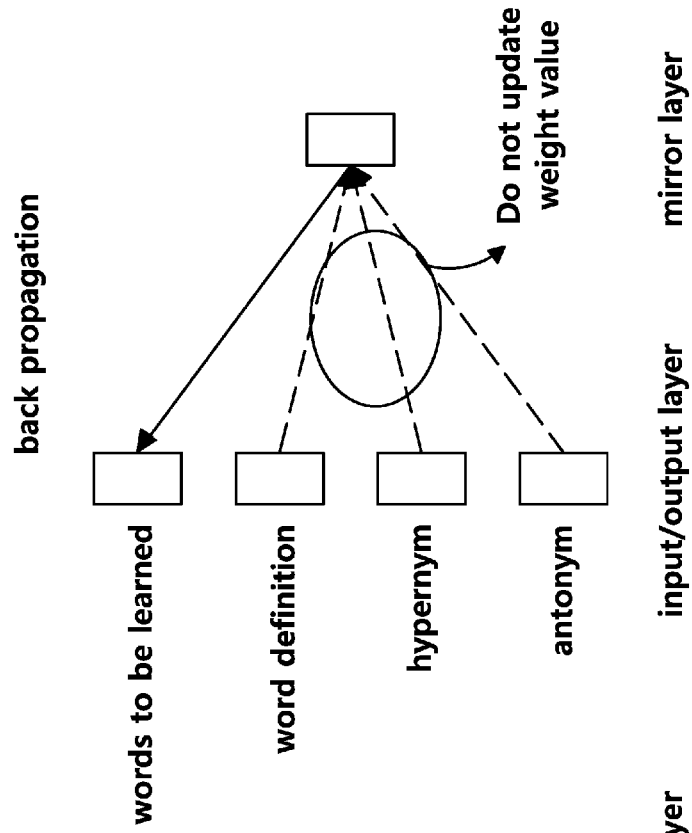 back propagation
words to be learned
word definition
hypernym
antonym
Do not update
weight value
input/output layer
mirror layer